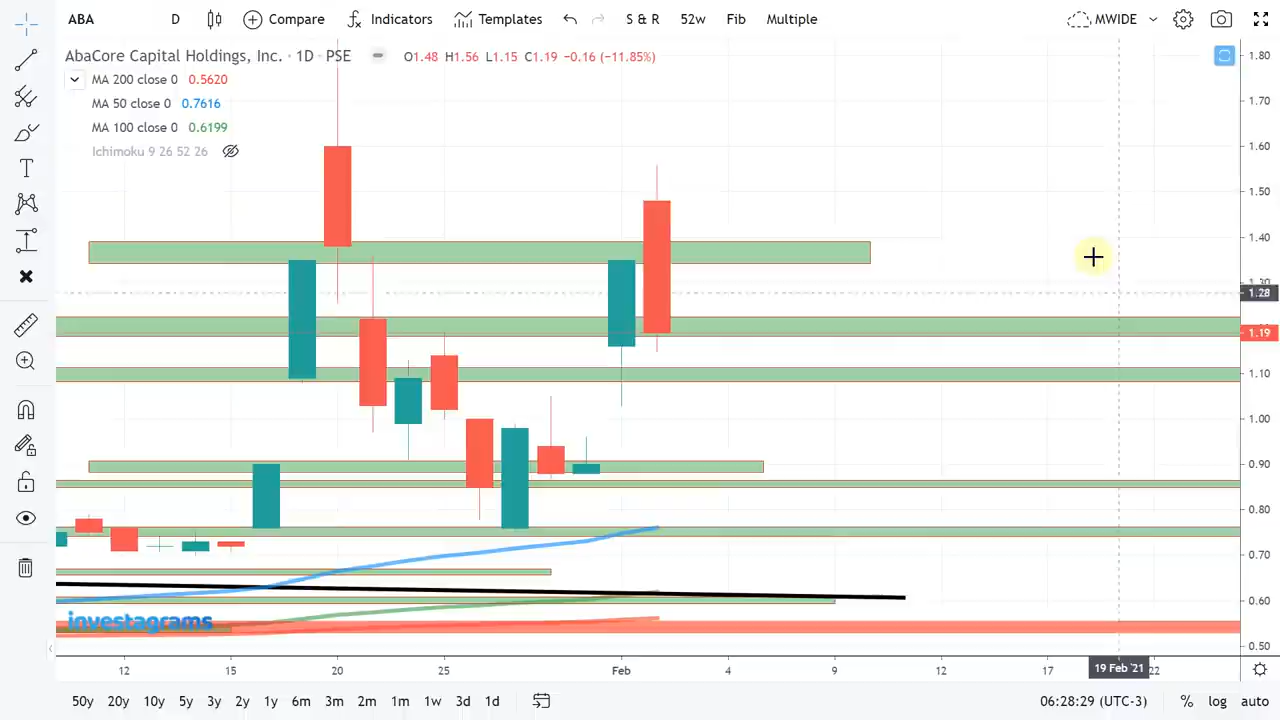 ABA D Compare Indicators Templates S & R 52w Fib Multiple MWIDE
AbaCore Capital Holdings, Inc. · 1D · PSE O1.48 H1.56 L1.15 C1.19 −0.16 (−11.85%)
MA 200 close 0 0.5620
MA 50 close 0 0.7616
MA 100 close 0 0.6199
Ichimoku 9 26 52 26
1.80
1.70
1.60
1.50
1.40
1.30
1.28
1.19
1.10
1.00
0.90
0.80
0.70
0.60
0.50
investagrams
12 15 20 25 Feb 4 9 12 17 19 Feb '21 22
50y 20y 10y 5y 3y 2y 1y 6m 3m 2m 1m 1w 3d 1d 06:28:29 (UTC-3) % log auto